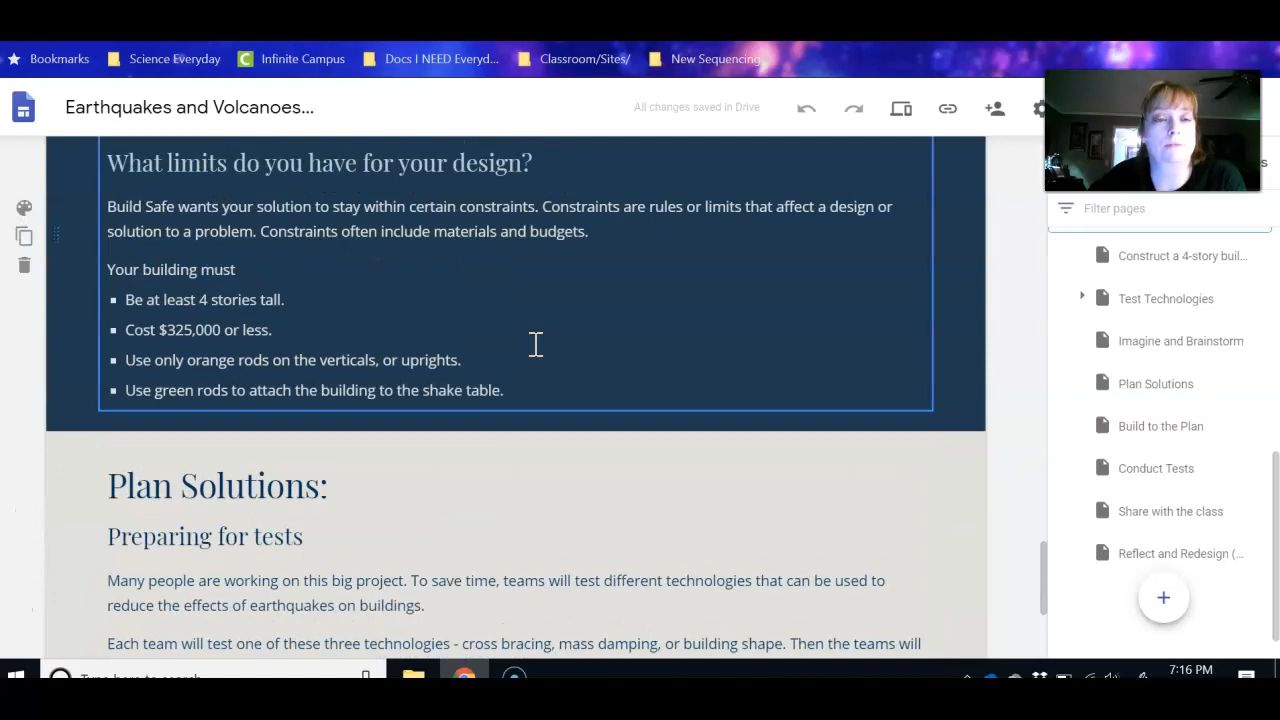 Bookmarks
Science Everyday
Infinite Campus
Docs I NEED Everyd...
Classroom/Sites/
New Sequencing
Earthquakes and Volcanoes...
All changes saved in Drive
What limits do you have for your design?
Build Safe wants your solution to stay within certain constraints. Constraints are rules or limits that affect a design or
solution to a problem. Constraints often include materials and budgets.
Your building must
Be at least 4 stories tall.
Cost $325,000 or less.
Use only orange rods on the verticals, or uprights.
Use green rods to attach the building to the shake table.
Plan Solutions:
Preparing for tests
Many people are working on this big project. To save time, teams will test different technologies that can be used to
reduce the effects of earthquakes on buildings.
Each team will test one of these three technologies - cross bracing, mass damping, or building shape. Then the teams will
Filter pages
Construct a 4-story buil...
Test Technologies
Imagine and Brainstorm
Plan Solutions
Build to the Plan
Conduct Tests
Share with the class
Reflect and Redesign (...
Type here to search
7:16 PM